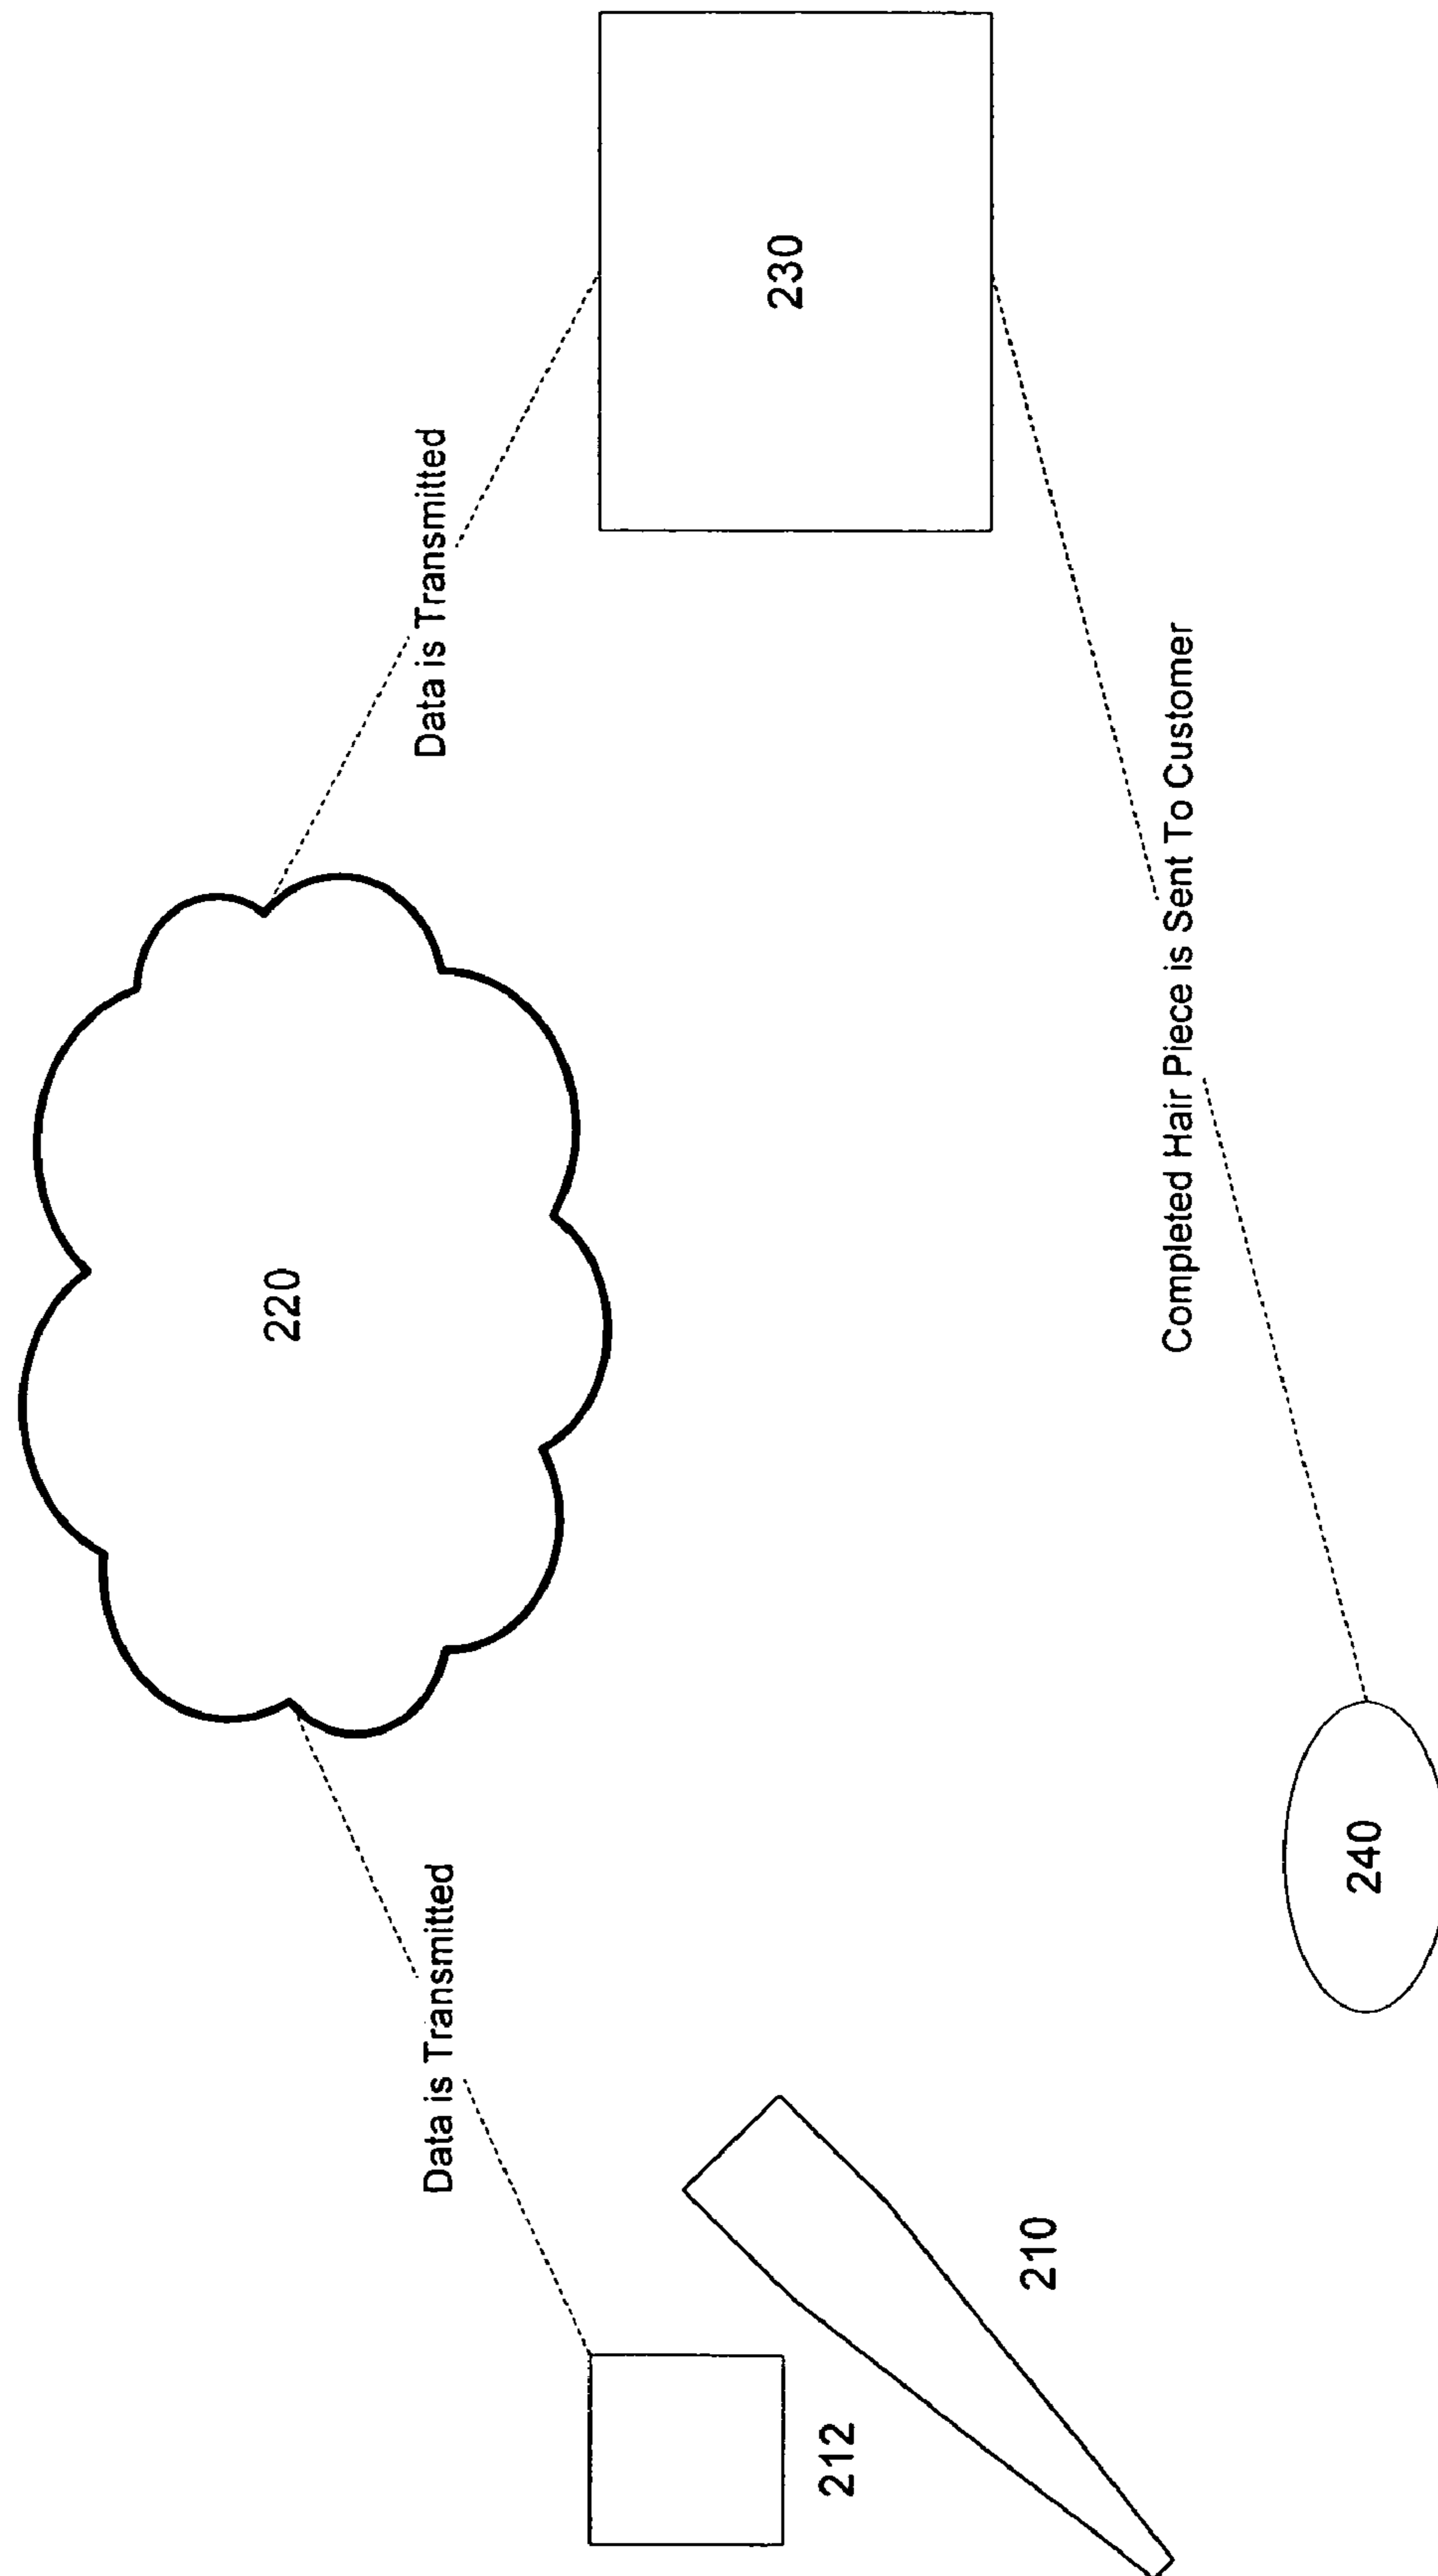 220
Data is Transmitted
Data is Transmitted
212
210
230
Completed Hair Piece is Sent To Customer
240